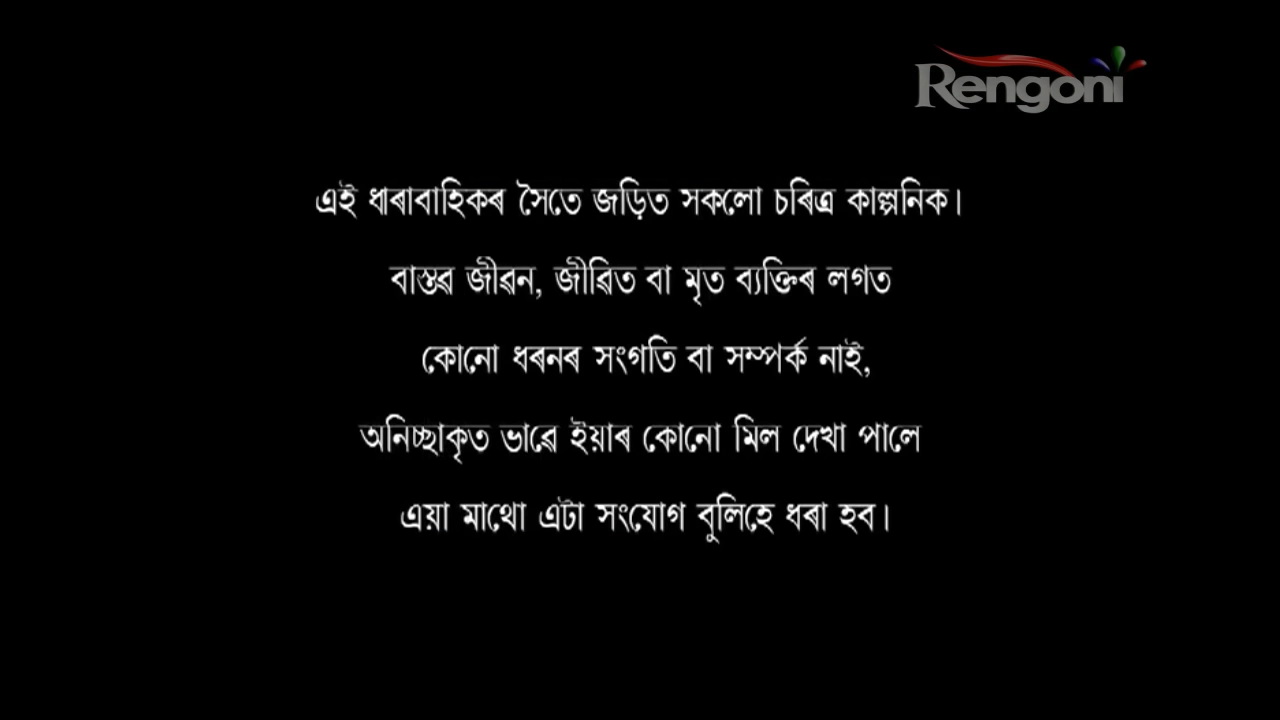 Rengoni
এই ধাৰাবাহিকৰ সৈতে জড়িত সকলো চৰিত্ৰ কাল্পনিক।
বাস্তৱ জীৱন, জীৱিত বা মৃত ব্যক্তিৰ লগত
কোনো ধৰনৰ সংগতি বা সম্পৰ্ক নাই,
অনিচ্ছাকৃত ভাৱে ইয়াৰ কোনো মিল দেখা পালে
এয়া মাথো এটা সংযোগ বুলিহে ধৰা হব।